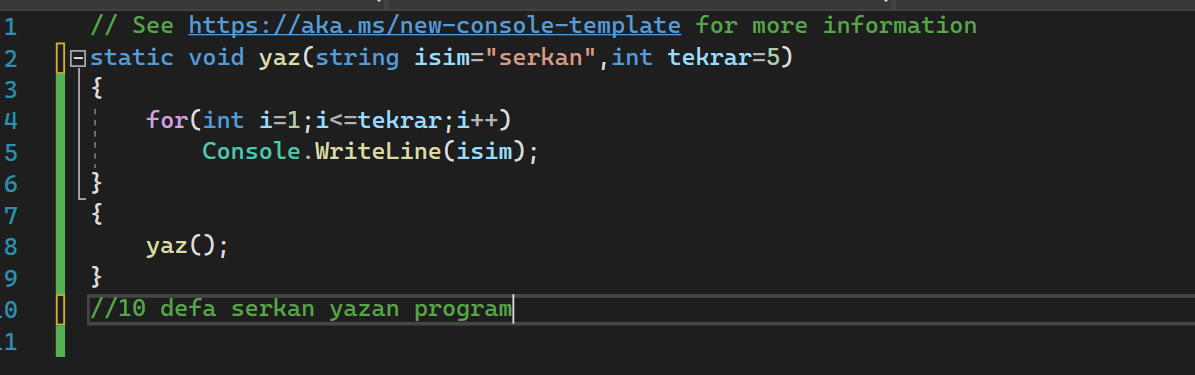 1 // See https://aka.ms/new-console-template for more information
2 static void yaz(string isim="serkan",int tekrar=5)
3 {
4 for(int i=1;i<=tekrar;i++)
5 Console.WriteLine(isim);
6 }
7 {
8 yaz();
9 }
10 //10 defa serkan yazan program
11